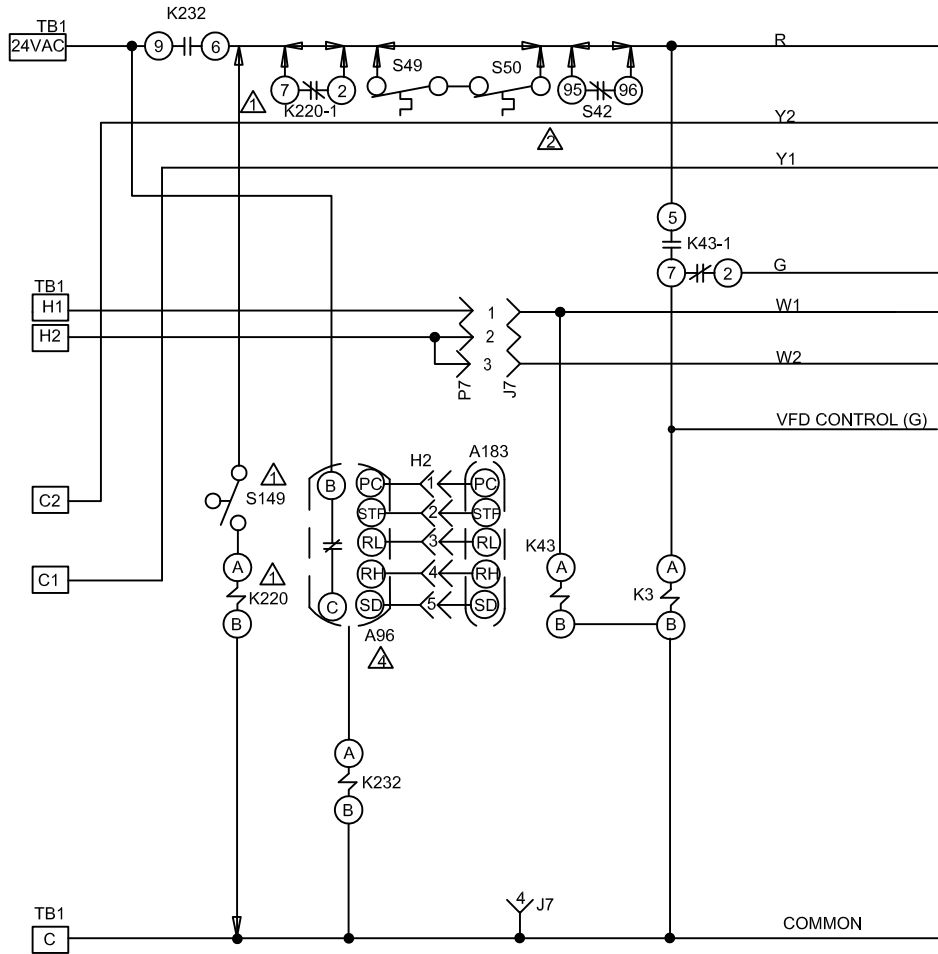 K232
TB1
24VAC
9
6
R
S49
S50
7
2
95
96
1
K220-1
S42
2
Y2
Y1
5
K43-1
7
2
G
TB1
H1
1
W1
H2
2
3
W2
P7
J7
VFD CONTROL (G)
H2
A183
1
S149
B
PC
1
PC
C2
STF
2
STF
RL
3
RL
K43
A
1
RH
4
RH
A
A
C1
K220
K3
B
C
SD
5
SD
B
B
A96
4
A
K232
B
4
J7
TB1
C
COMMON